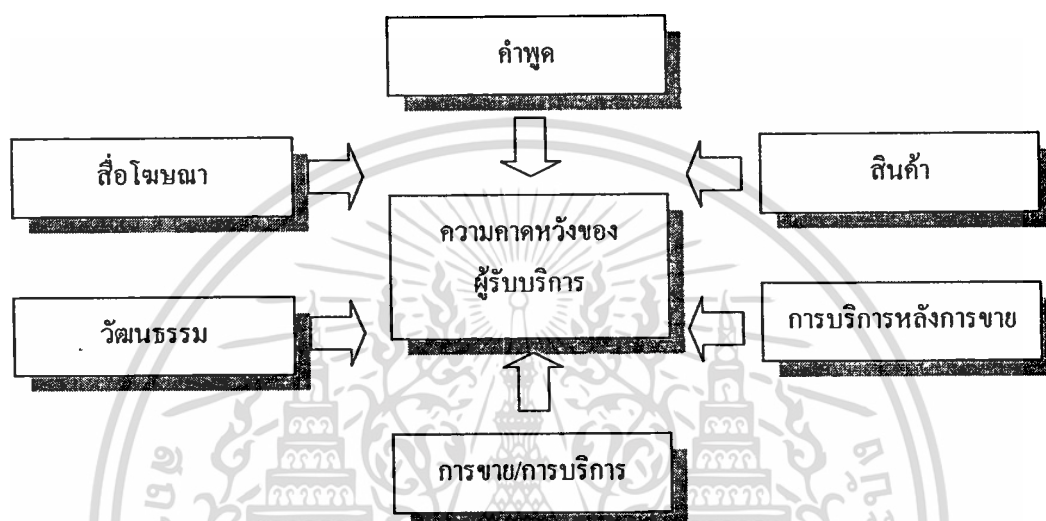 คำพูด
สื่อโฆษณา
สินค้า
ความคาดหวังของ
ผู้รับบริการ
วัฒนธรรม
การบริการหลังการขาย
การขาย/การบริการ